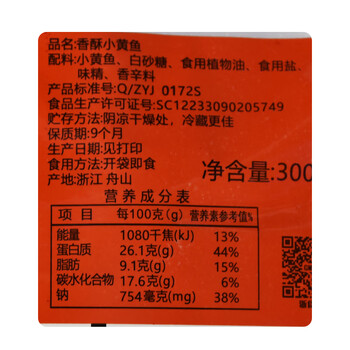 品名:香酥小黄鱼
配料:小黄鱼、白砂糖、食用植物油、食用盐、
味精、香辛料
产品标准号:Q/ZYJ 0172S
食品生产许可证号:SC12233090205749
贮存方法:阴凉干燥处,冷藏更佳
保质期:9个月
生产日期:见打印
食用方法:开袋即食
产地:浙江 舟山
净含量:300
营养成分表
项目 每100克(g) 营养素参考值%
能量 1080千焦(kJ) 13%
蛋白质 26.1克(g) 44%
脂肪 9.1克(g) 15%
碳水化合物 17.6克(g) 6%
钠 754毫克(mg) 38%